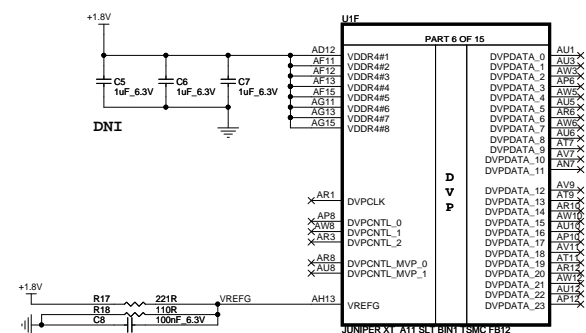 +1.8V
U1F
PART 6 OF 15
C5
1uF_6.3V
C6
1uF_6.3V
C7
1uF_6.3V
DNI
AD12 VDDR4#1
AF11 VDDR4#2
AF12 VDDR4#3
AF13 VDDR4#4
AF15 VDDR4#5
AG11 VDDR4#6
AG13 VDDR4#7
AG15 VDDR4#8
AR1 DVPCLK
AP8 DVPCNTL_0
AW8 DVPCNTL_1
AR3 DVPCNTL_2
AR8 DVPCNTL_MVP_0
AU8 DVPCNTL_MVP_1
DVP
DVPDATA_0 AU1
DVPDATA_1 AU3
DVPDATA_2 AW3
DVPDATA_3 AP6
DVPDATA_4 AW5
DVPDATA_5 AU5
DVPDATA_6 AR6
DVPDATA_7 AW6
DVPDATA_8 AU6
DVPDATA_9 AT7
DVPDATA_10 AV7
DVPDATA_11 AN7
DVPDATA_12 AV9
DVPDATA_13 AT9
DVPDATA_14 AR10
DVPDATA_15 AW10
DVPDATA_16 AU10
DVPDATA_17 AP10
DVPDATA_18 AV11
DVPDATA_19 AT11
DVPDATA_20 AR12
DVPDATA_21 AW12
DVPDATA_22 AU12
DVPDATA_23 AP12
+1.8V
R17 221R
R18 110R
C8 100nF_6.3V
VREFG
AH13 VREFG
JUNIPER XT A11 SLT BIN1 TSMC FB12